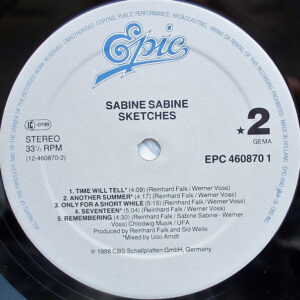 Epic
SABINE SABINE
SKETCHES
LC 0199
STEREO
33⅓ RPM
(12-460870-2)
★2
GEMA
EPC 460870 1
1. TIME WILL TELL* (4:09) (Reinhard Falk / Werner Voss)
2. ANOTHER SUMMER* (4:17) (Reinhard Falk / Werner Voss)
3. ONLY FOR A SHORT WHILE (5:15) (Reinhard Falk / Werner Voss)
4. SEVENTEEN* (5:04) (Reinhard Falk / Werner Voss)
5. REMEMBERING (4:30) (Reinhard Falk / Sabine Sabine - Werner
Voss) Chlodwig Musik / UFA
Produced by Reinhard Falk and Sid Wells
*Mixed by Udo Arndt
℗ 1988 CBS Schallplatten GmbH, Germany